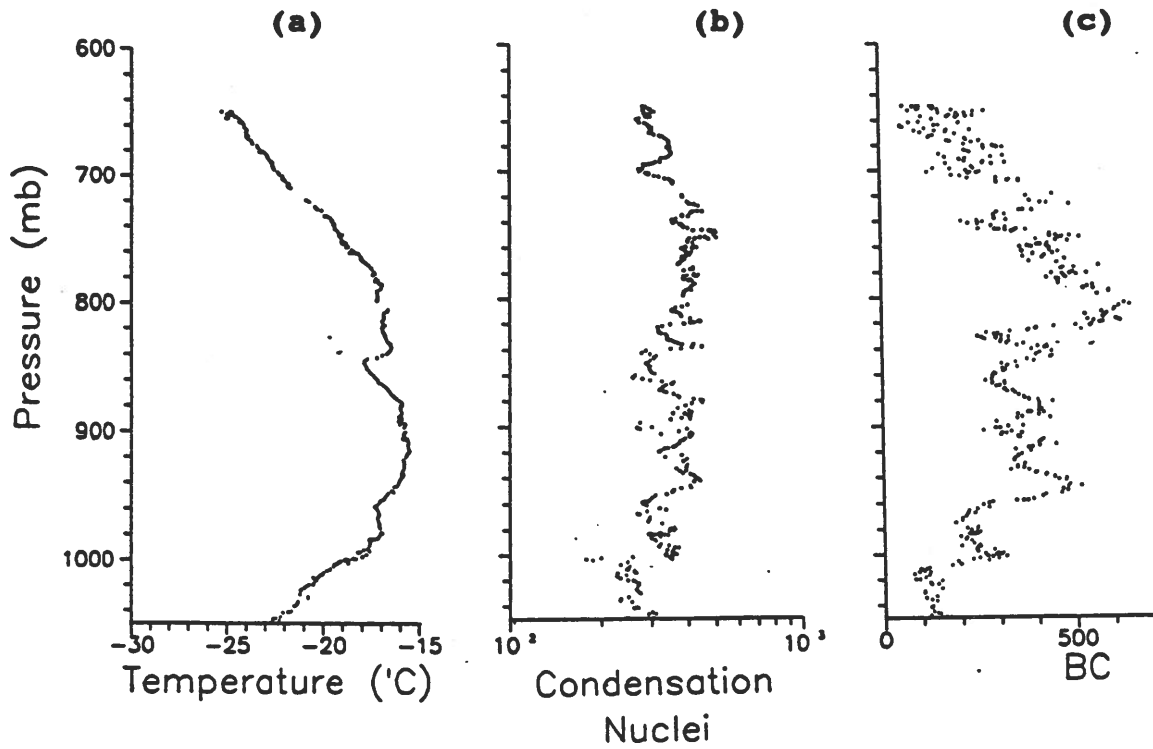 (a) (b) (c)
600
700
800
900
1000
Pressure (mb)
-30 -25 -20 -15
Temperature ('C)
10² 10³
Condensation
Nuclei
0 500
BC